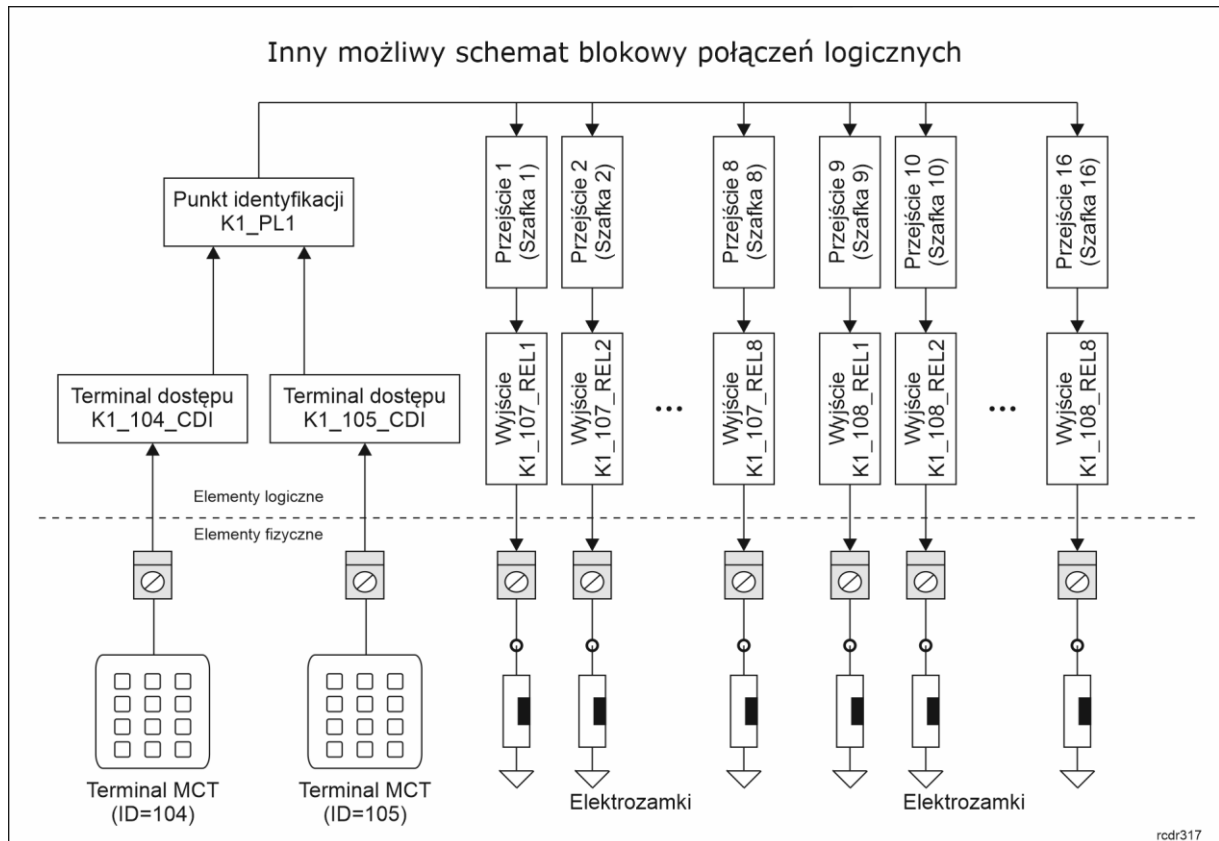 Inny możliwy schemat blokowy połączeń logicznych
Punkt identyfikacji
K1_PL1
Przejście 1
(Szafka 1)
Przejście 2
(Szafka 2)
Przejście 8
(Szafka 8)
Przejście 9
(Szafka 9)
Przejście 10
(Szafka 10)
Przejście 16
(Szafka 16)
Terminal dostępu
K1_104_CDI
Terminal dostępu
K1_105_CDI
Wyjście
K1_107_REL1
Wyjście
K1_107_REL2
...
Wyjście
K1_107_REL8
Wyjście
K1_108_REL1
Wyjście
K1_108_REL2
...
Wyjście
K1_108_REL8
Elementy logiczne
Elementy fizyczne
Terminal MCT
(ID=104)
Terminal MCT
(ID=105)
Elektrozamki
Elektrozamki
rcdr317